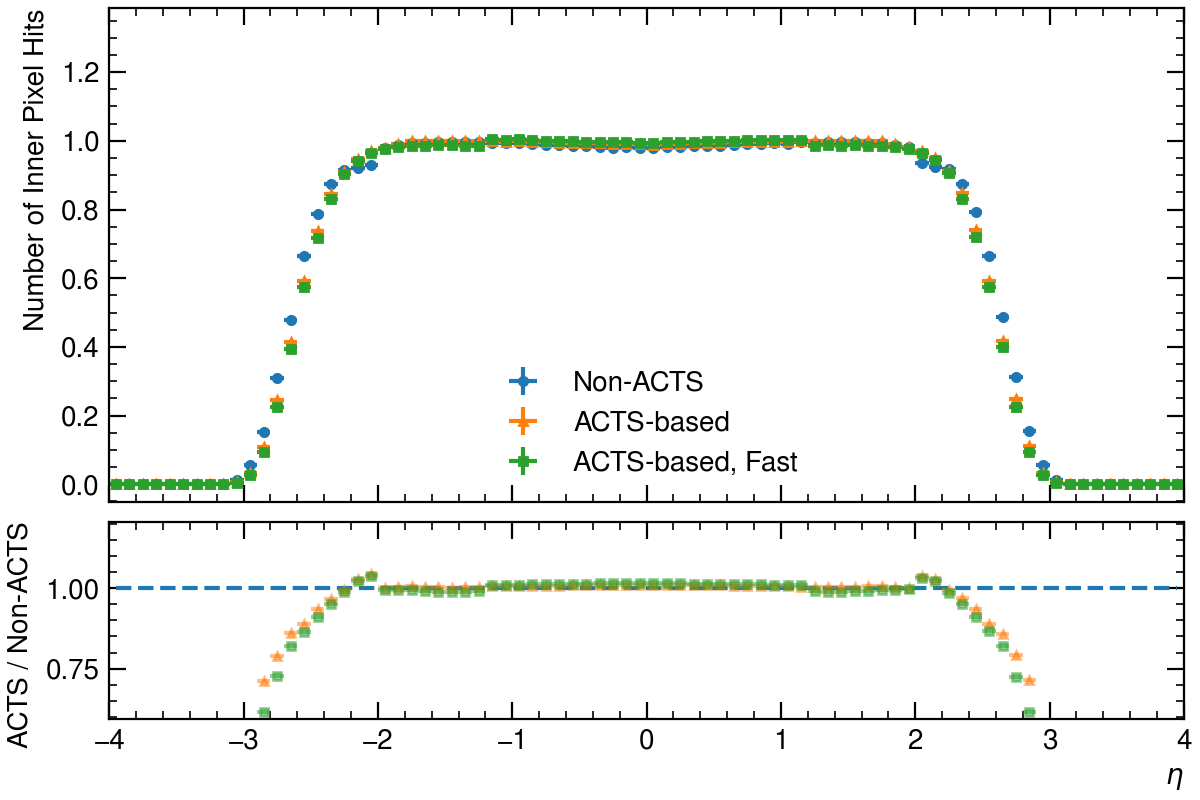 Number of Inner Pixel Hits
1.2
1.0
0.8
0.6
0.4
0.2
0.0
Non-ACTS
ACTS-based
ACTS-based, Fast
ACTS / Non-ACTS
1.00
0.75
−4 −3 −2 −1 0 1 2 3 4
η